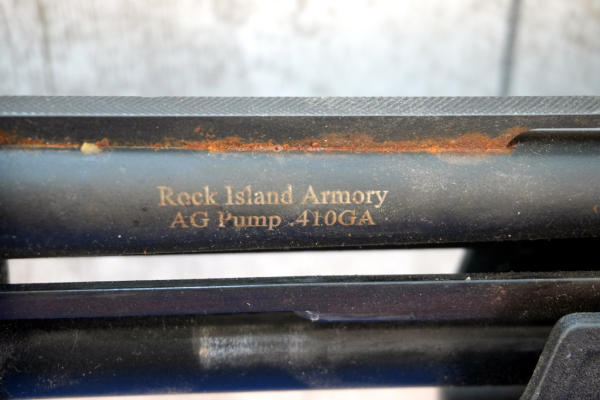 Rock Island Armory
AG Pump .410GA